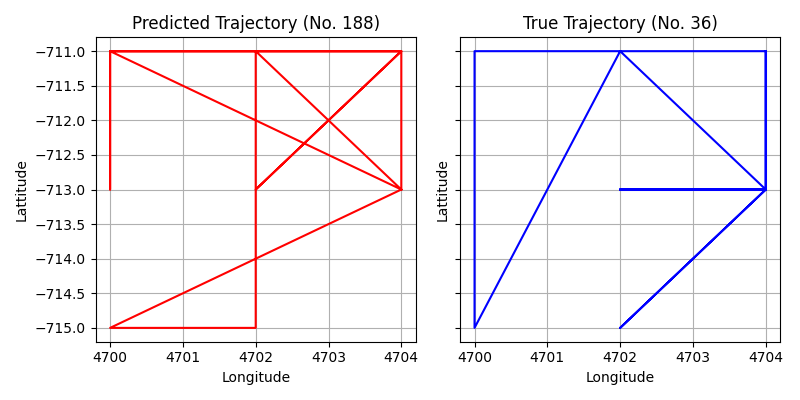 Predicted Trajectory (No. 188)
True Trajectory (No. 36)
Lattitude
−711.0
−711.5
−712.0
−712.5
−713.0
−713.5
−714.0
−714.5
−715.0
4700 4701 4702 4703 4704
Longitude
Lattitude
4700 4701 4702 4703 4704
Longitude